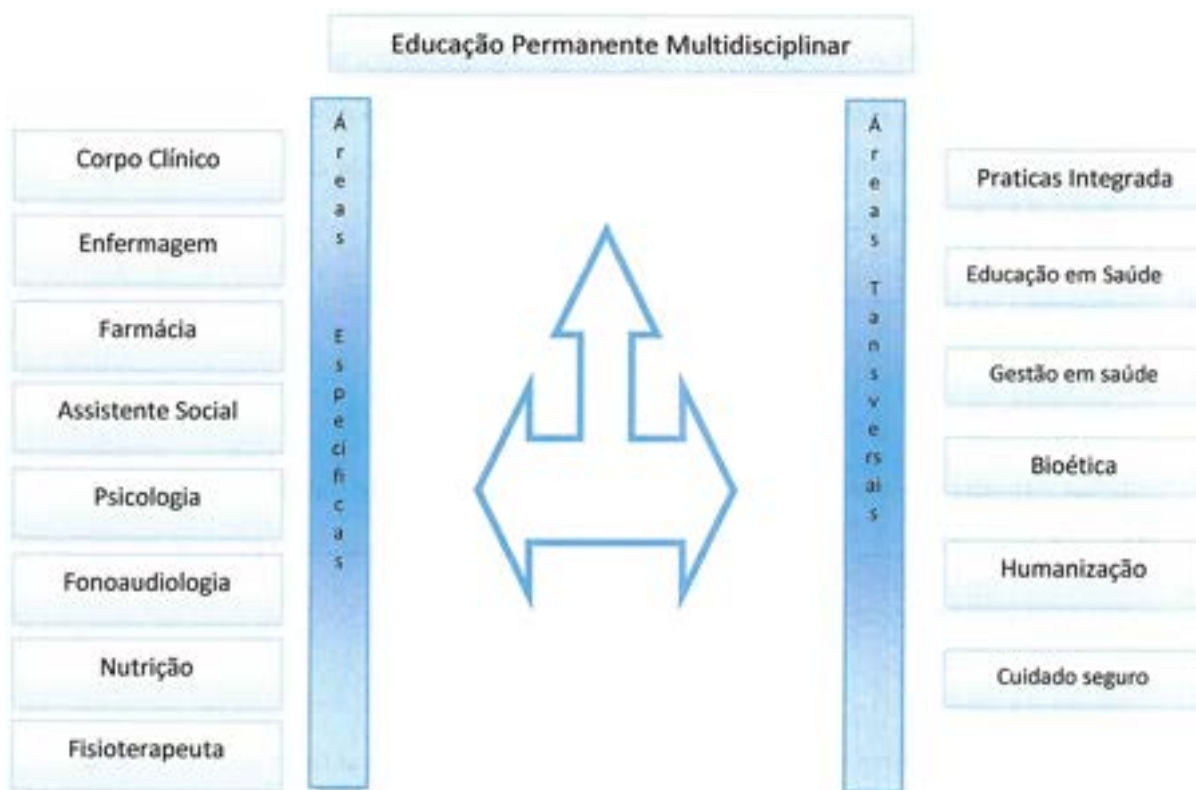 Educação Permanente Multidisciplinar
Corpo Clínico
Enfermagem
Farmácia
Assistente Social
Psicologia
Fonoaudiologia
Nutrição
Fisioterapeuta
Áreas Específicas
Áreas Tansversais
Praticas Integrada
Educação em Saúde
Gestão em saúde
Bioética
Humanização
Cuidado seguro